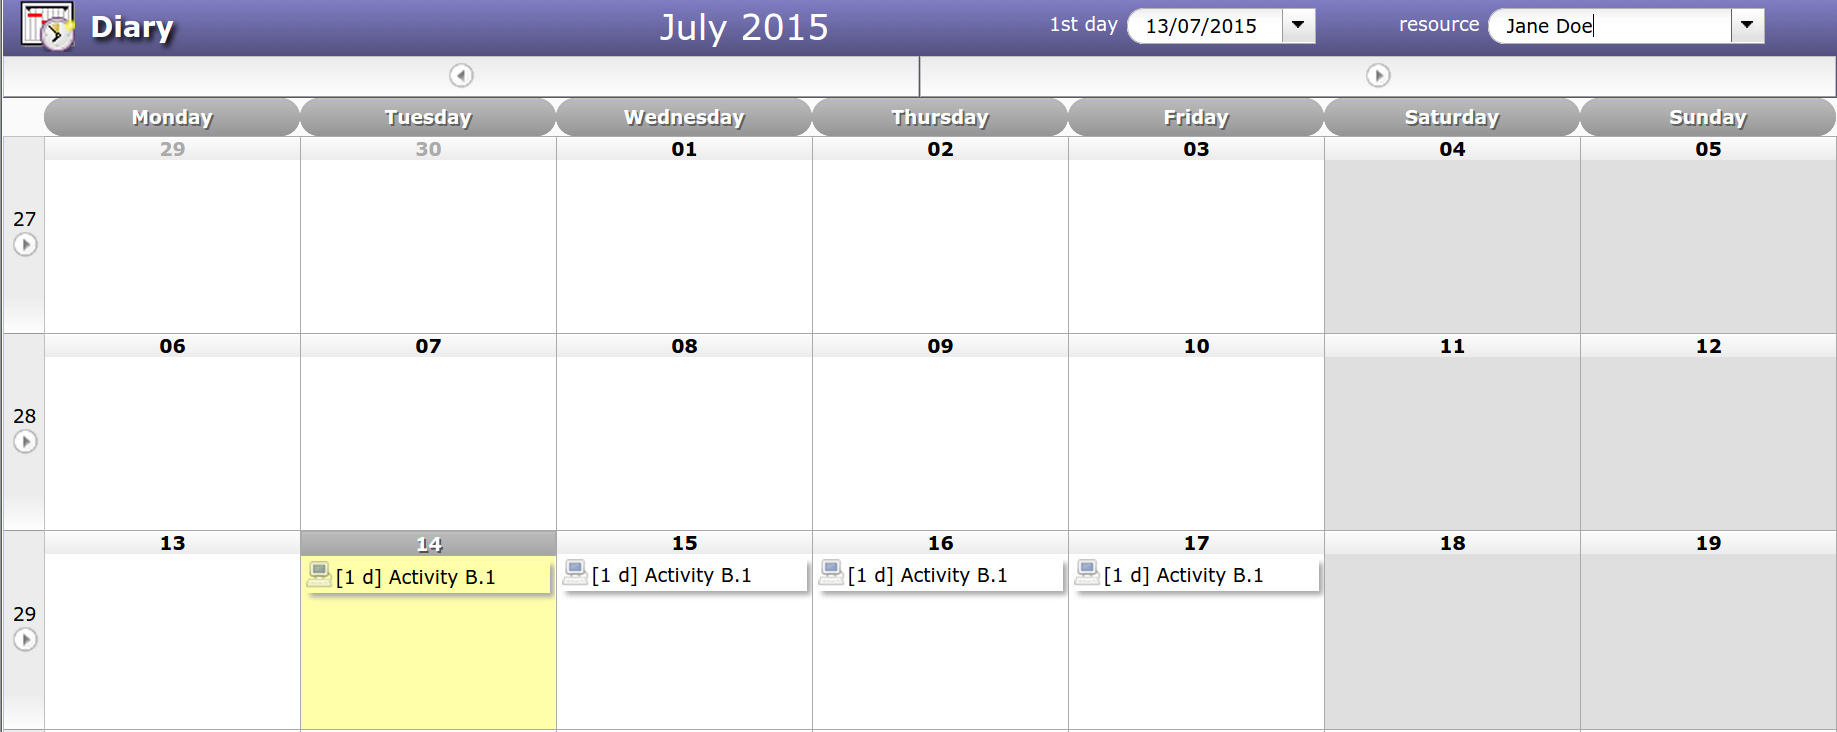 Diary July 2015 1st day 13/07/2015 resource Jane Doe
Monday Tuesday Wednesday Thursday Friday Saturday Sunday
29 30 01 02 03 04 05
27
06 07 08 09 10 11 12
28
13 14 15 16 17 18 19
[1 d] Activity B.1 [1 d] Activity B.1 [1 d] Activity B.1 [1 d] Activity B.1
29